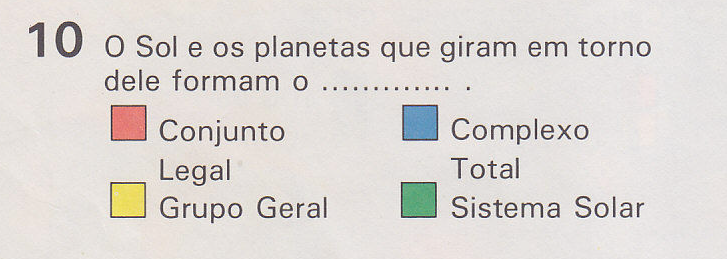 10 O Sol e os planetas que giram em torno
dele formam o ............. .
Conjunto
Legal
Grupo Geral
Complexo
Total
Sistema Solar